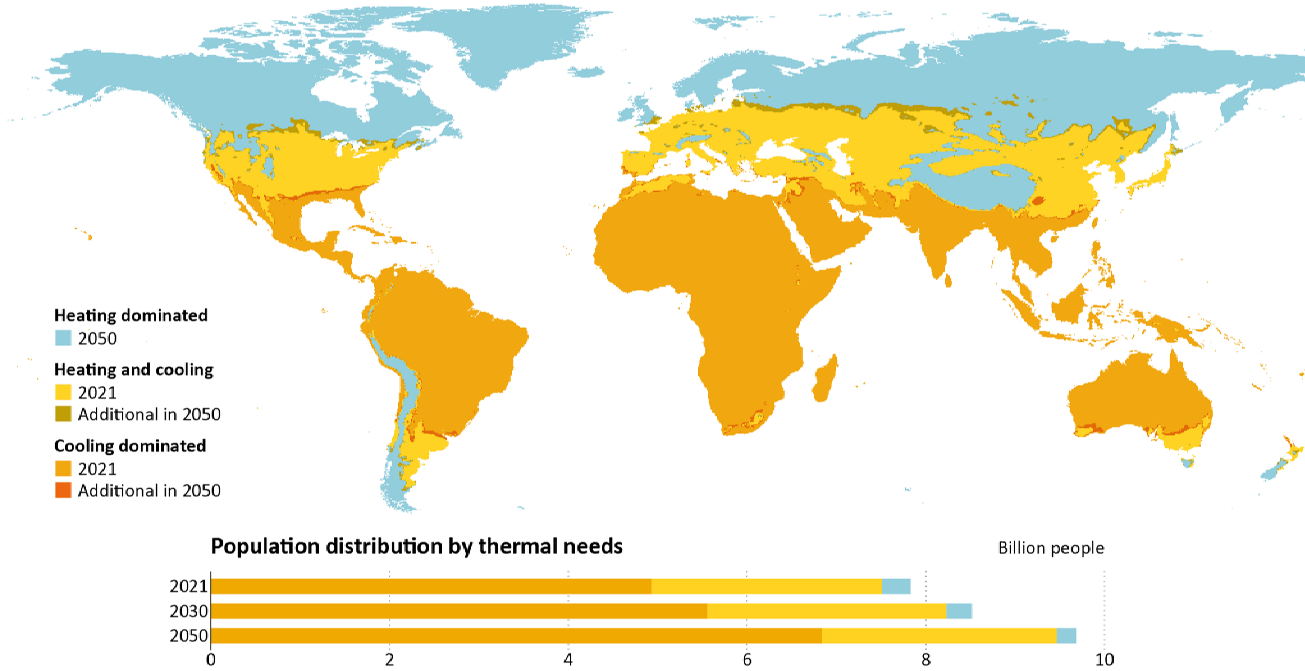 Heating dominated
2050
Heating and cooling
2021
Additional in 2050
Cooling dominated
2021
Additional in 2050
Population distribution by thermal needs
Billion people
2021
2030
2050
0 2 4 6 8 10